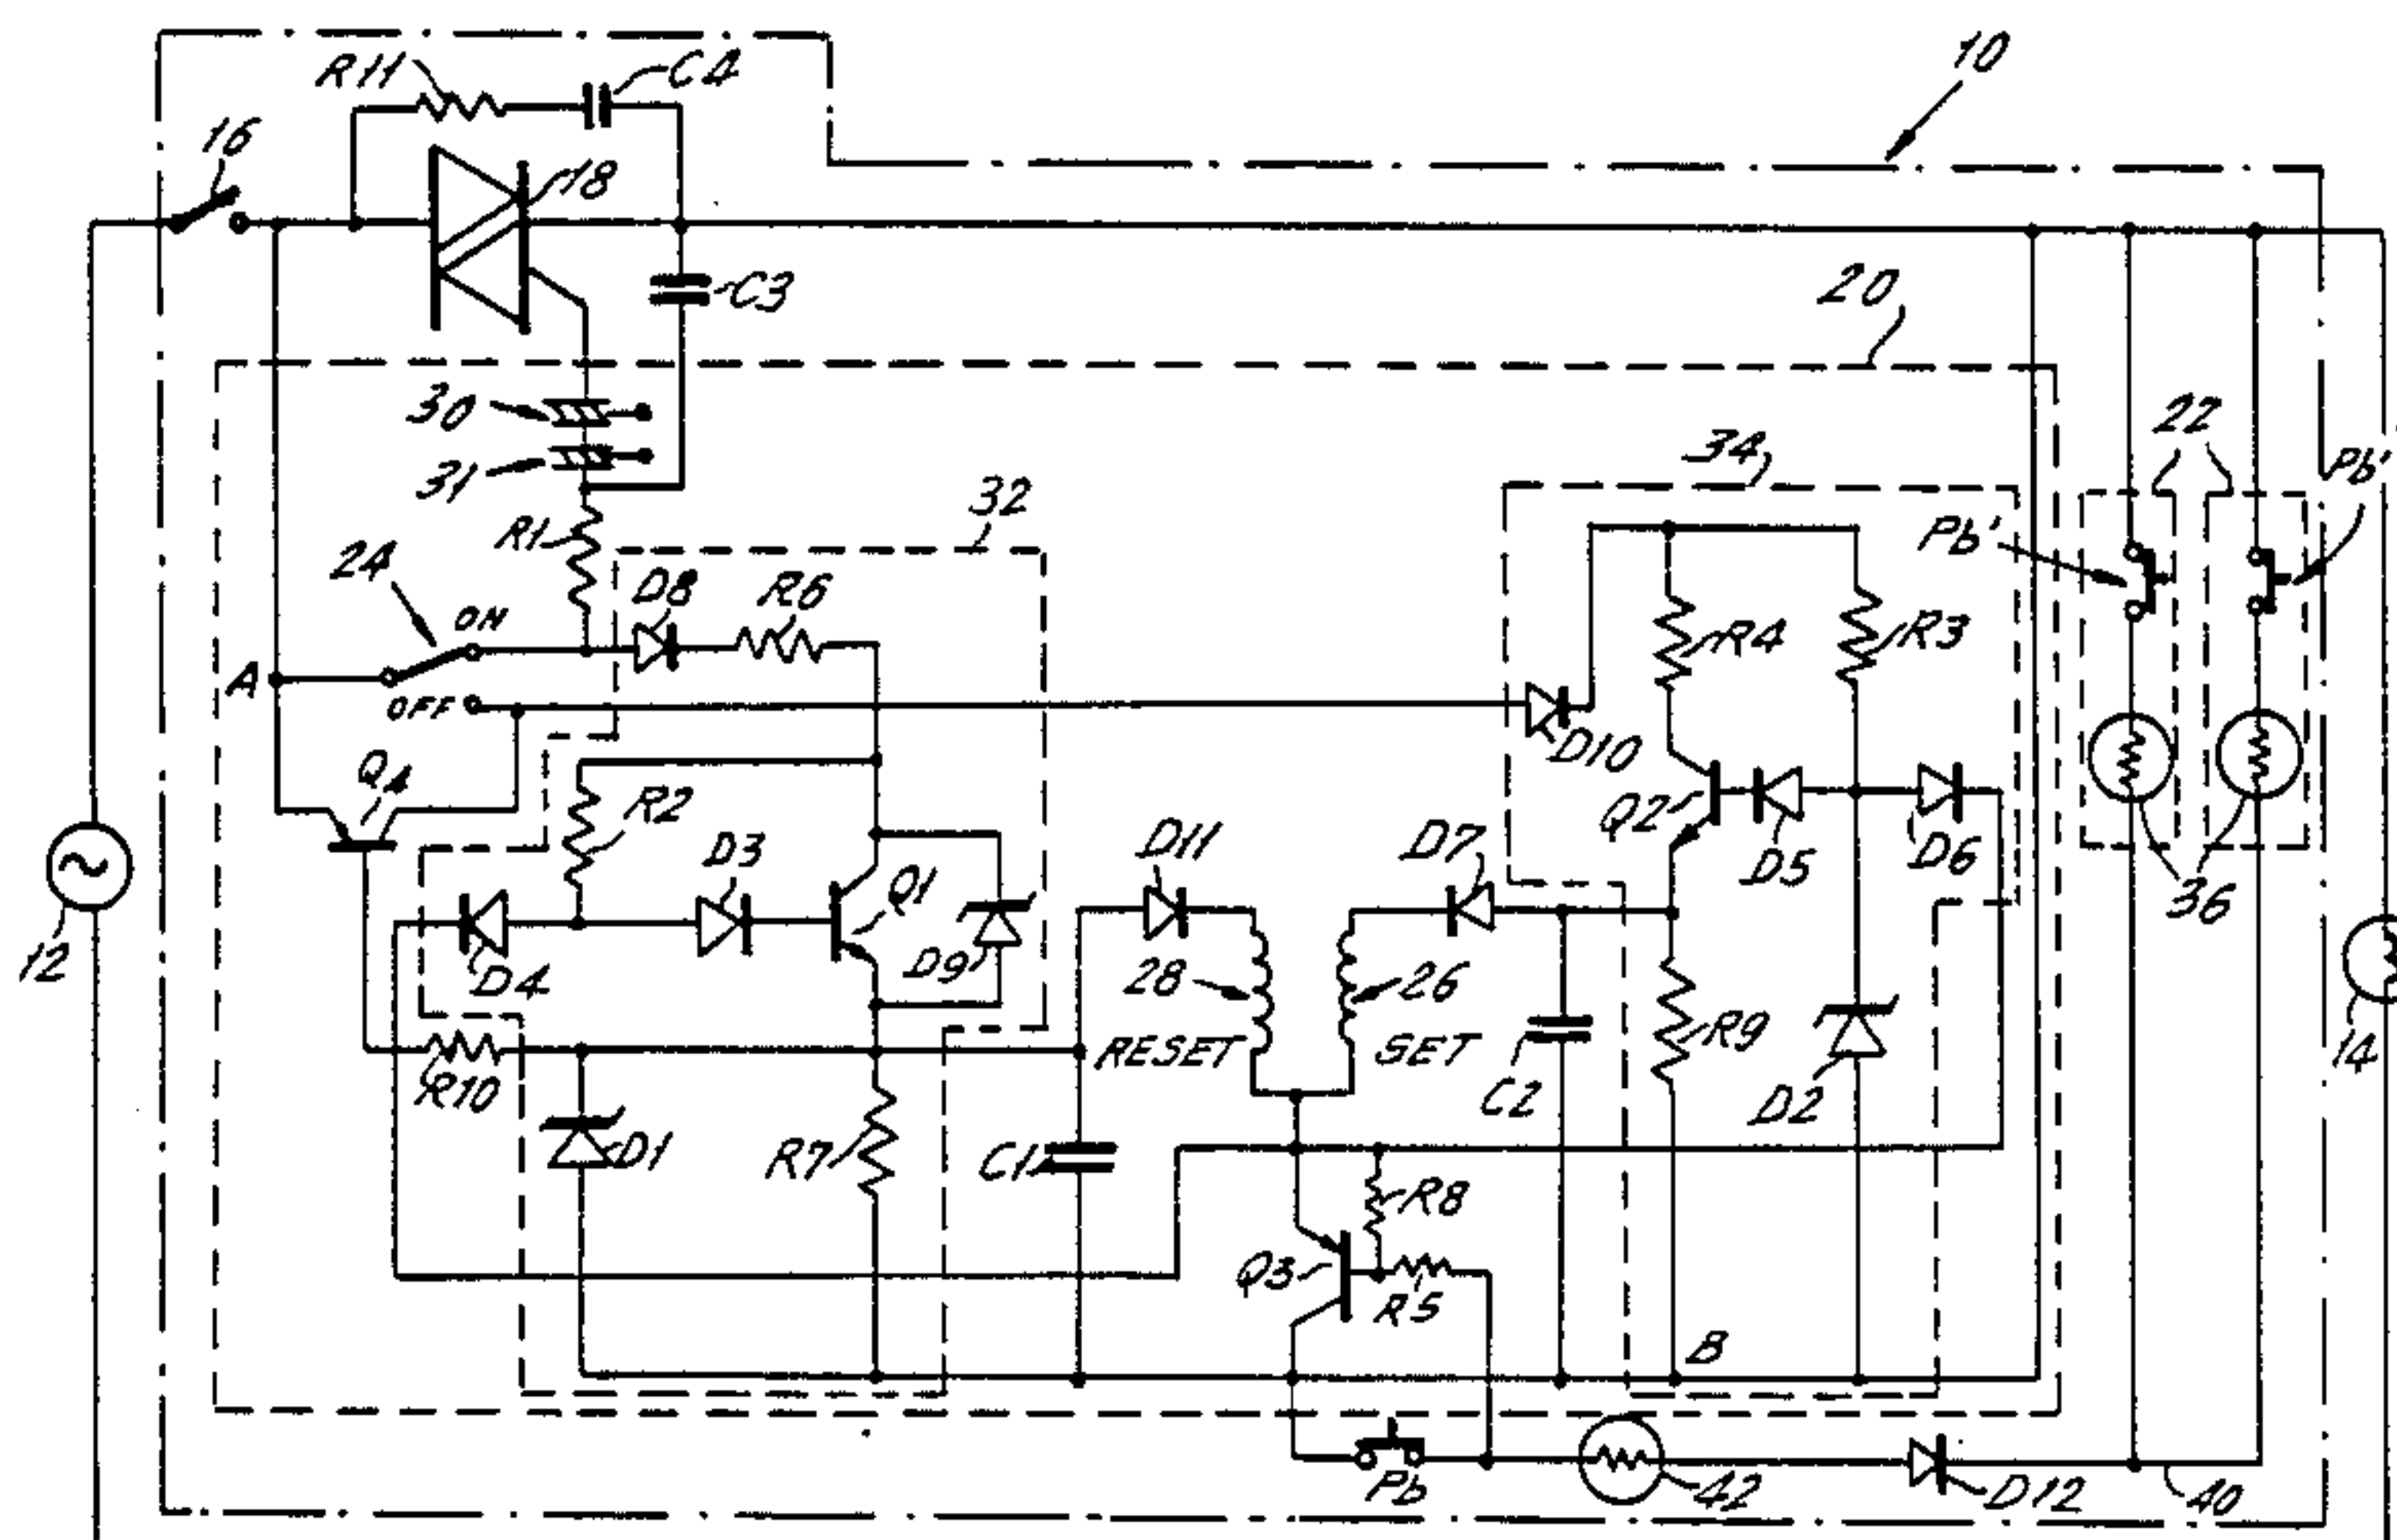 10
R11
C4
16
18
C3
20
30
31
22
34
Pb'
32
R1
Pb'
24
ON
D8
R6
R4
R3
A
OFF
D10
Q4
R2
Q2
D5
D6
D11
D7
D3
Q1
36
12
D4
D9
28
26
RESET
SET
C2
R9
D2
14
R10
D1
R7
C1
R8
Q3
R5
B
Pb
42
D12
40